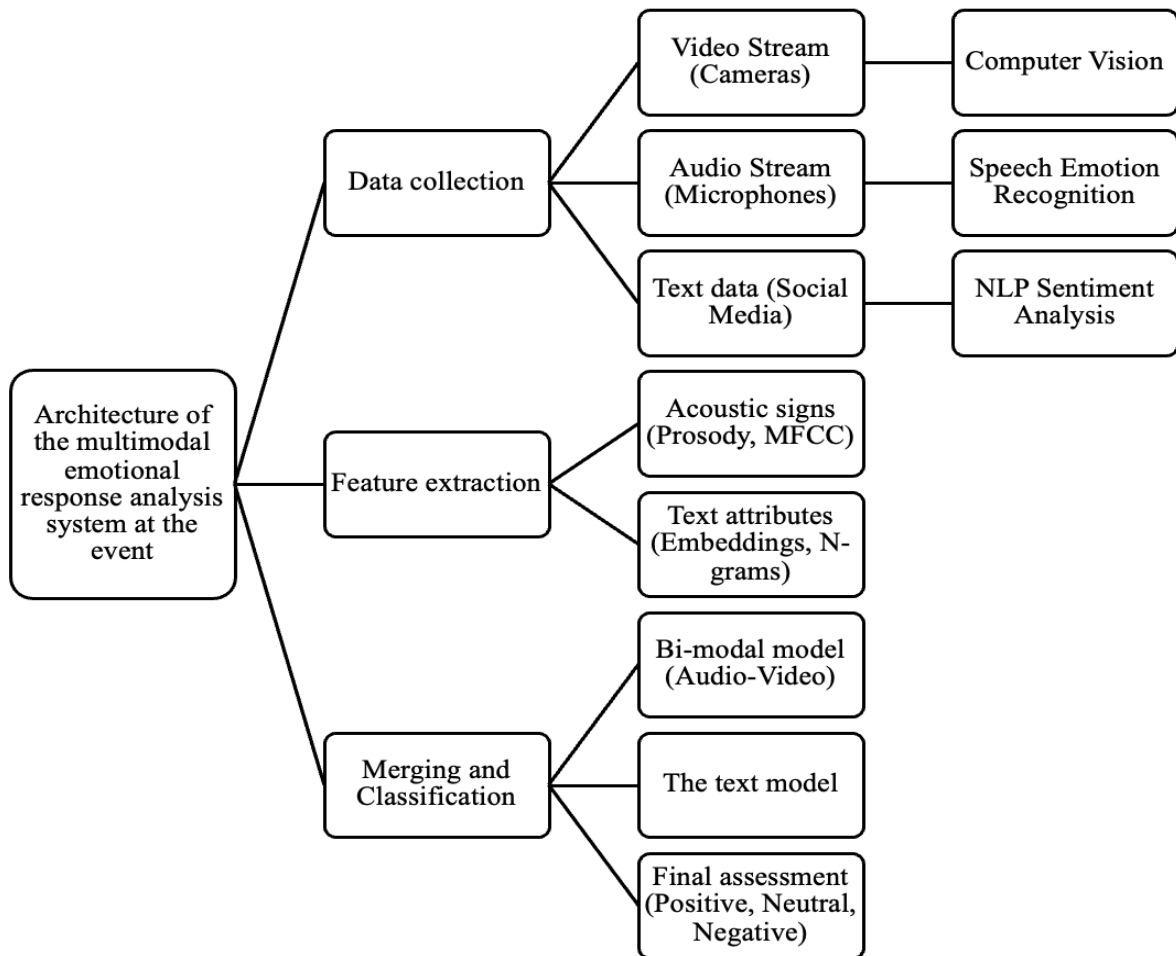 Architecture of
the multimodal
emotional
response analysis
system at the
event
Data collection
Video Stream
(Cameras)
Computer Vision
Audio Stream
(Microphones)
Speech Emotion
Recognition
Text data (Social
Media)
NLP Sentiment
Analysis
Feature extraction
Acoustic signs
(Prosody, MFCC)
Text attributes
(Embeddings, N-
grams)
Merging and
Classification
Bi-modal model
(Audio-Video)
The text model
Final assessment
(Positive, Neutral,
Negative)